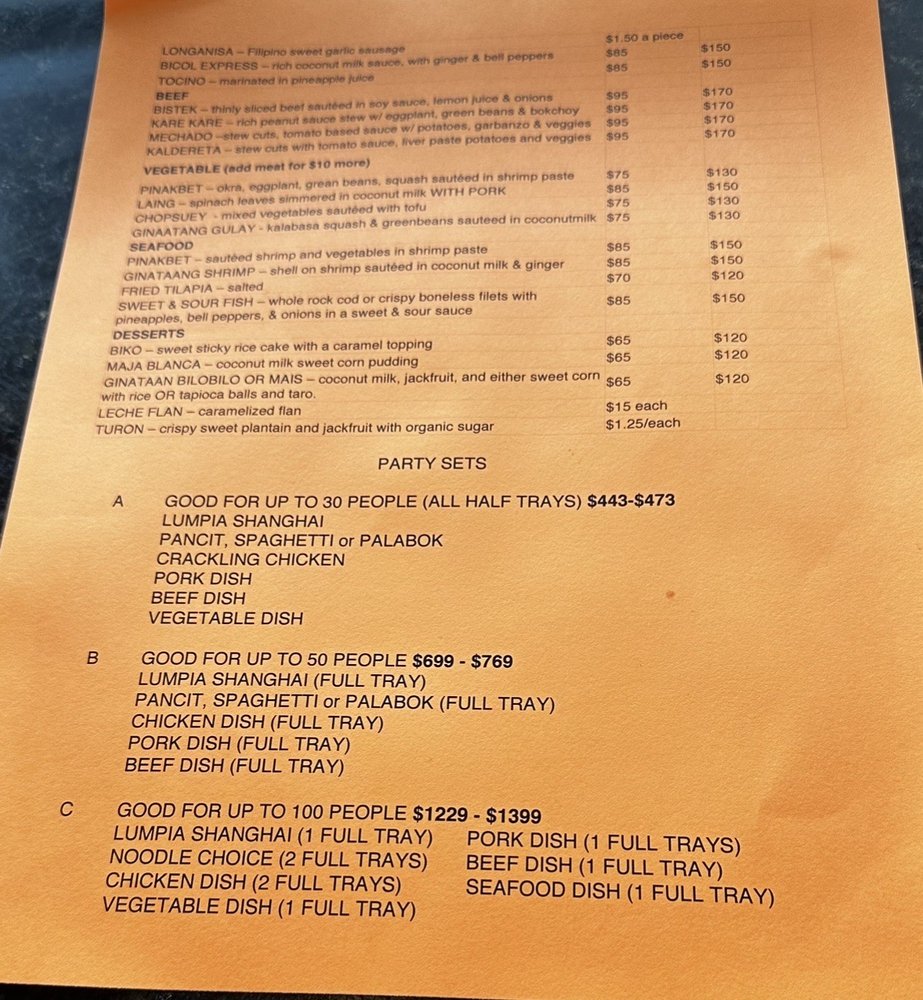 LONGANISA – Filipino sweet garlic sausage $1.50 a piece
BICOL EXPRESS – rich coconut milk sauce, with ginger & bell peppers $85 $150
TOCINO – marinated in pineapple juice $85 $150
BEEF
BISTEK – thinly sliced beef sautéed in soy sauce, lemon juice & onions $95 $170
KARE KARE – rich peanut sauce stew w/ eggplant, green beans & bokchoy $95 $170
MECHADO –stew cuts, tomato based sauce w/ potatoes, garbanzo & veggies $95 $170
KALDERETA – stew cuts with tomato sauce, liver paste potatoes and veggies $95 $170
VEGETABLE (add meat for $10 more)
PINAKBET – okra, eggplant, grean beans, squash sautéed in shrimp paste $75 $130
LAING – spinach leaves simmered in coconut milk WITH PORK $85 $150
CHOPSUEY - mixed vegetables sautéed with tofu $75 $130
GINAATANG GULAY - kalabasa squash & greenbeans sauteed in coconutmilk $75 $130
SEAFOOD
PINAKBET – sautéed shrimp and vegetables in shrimp paste $85 $150
GINATAANG SHRIMP – shell on shrimp sautéed in coconut milk & ginger $85 $150
FRIED TILAPIA – salted $70 $120
SWEET & SOUR FISH – whole rock cod or crispy boneless filets with $85 $150
pineapples, bell peppers, & onions in a sweet & sour sauce
DESSERTS
BIKO – sweet sticky rice cake with a caramel topping $65 $120
MAJA BLANCA – coconut milk sweet corn pudding $65 $120
GINATAAN BILOBILO OR MAIS – coconut milk, jackfruit, and either sweet corn $65 $120
with rice OR tapioca balls and taro.
LECHE FLAN – caramelized flan $15 each
TURON – crispy sweet plantain and jackfruit with organic sugar $1.25/each
PARTY SETS
A GOOD FOR UP TO 30 PEOPLE (ALL HALF TRAYS) $443-$473
LUMPIA SHANGHAI
PANCIT, SPAGHETTI or PALABOK
CRACKLING CHICKEN
PORK DISH
BEEF DISH
VEGETABLE DISH
B GOOD FOR UP TO 50 PEOPLE $699 - $769
LUMPIA SHANGHAI (FULL TRAY)
PANCIT, SPAGHETTI or PALABOK (FULL TRAY)
CHICKEN DISH (FULL TRAY)
PORK DISH (FULL TRAY)
BEEF DISH (FULL TRAY)
C GOOD FOR UP TO 100 PEOPLE $1229 - $1399
LUMPIA SHANGHAI (1 FULL TRAY) PORK DISH (1 FULL TRAYS)
NOODLE CHOICE (2 FULL TRAYS) BEEF DISH (1 FULL TRAY)
CHICKEN DISH (2 FULL TRAYS) SEAFOOD DISH (1 FULL TRAY)
VEGETABLE DISH (1 FULL TRAY)